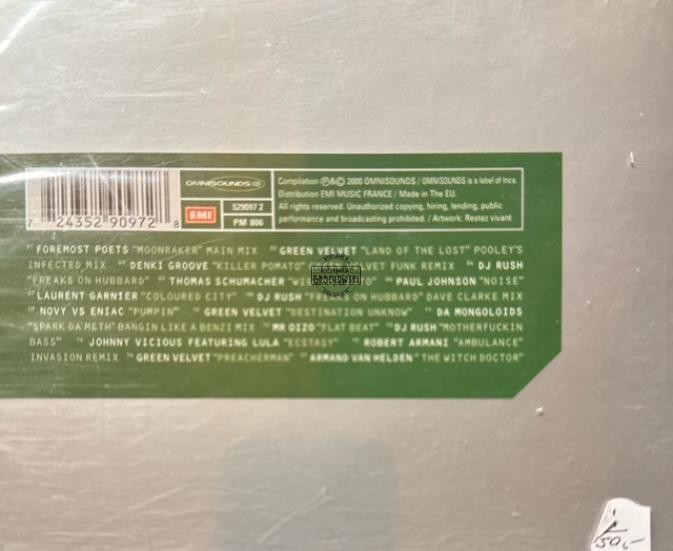 OMNISOUNDS
EMI
529097 2
PM 806
7 24352 90972 8
Compilation ℗&© 2000 OMNISOUNDS / OMNISOUNDS is a label of Inca.
Distribution EMI MUSIC FRANCE / Made in The EU.
All rights reserved. Unauthorized copying, hiring, lending, public
performance and broadcasting prohibited. / Artwork: Restez vivant
FOREMOST POETS "MOONRAKER" MAIN MIX GREEN VELVET "LAND OF THE LOST" POOLEY'S
INFECTED MIX DENKI GROOVE "KILLER POMATO" VELVET FUNK REMIX DJ RUSH
"FREAKS ON HUBBARD" THOMAS SCHUMACHER PAUL JOHNSON "NOISE"
LAURENT GARNIER "COLOURED CITY" DJ RUSH ON HUBBARD" DAVE CLARKE MIX
NOVY VS ENIAC "PUMPIN" GREEN VELVET "DESTINATION UNKNOW" DA MONGOLOIDS
"SPARK DA'METH" BANGIN LIKE A BENZI MIX MR OIZO "FLAT BEAT" DJ RUSH "MOTHERFUCKIN
BASS" JOHNNY VICIOUS FEATURING LULA "ECSTASY" ROBERT ARMANI "AMBULANCE"
INVASION REMIX GREEN VELVET "PREACHERMAN" ARMAND VAN HELDEN "THE WITCH DOCTOR"
GROCHOWSKI
50,-